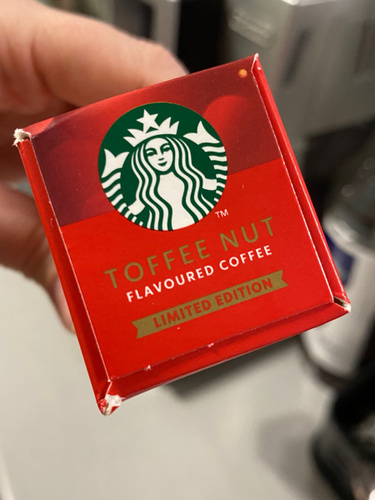 TM
TOFFEE NUT
FLAVOURED COFFEE
LIMITED EDITION